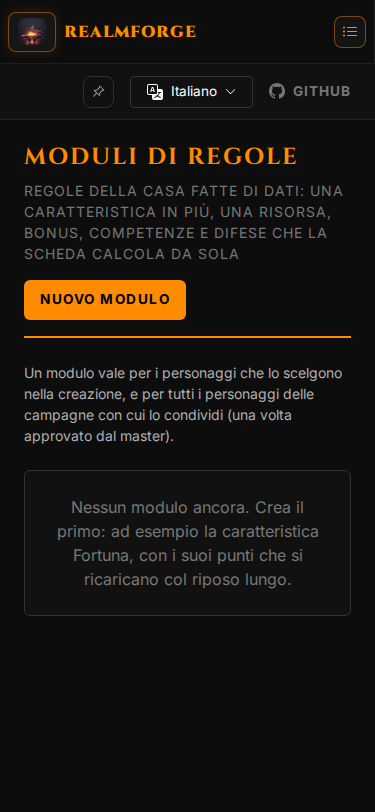 REALMFORGE
Italiano
GITHUB
MODULI DI REGOLE
REGOLE DELLA CASA FATTE DI DATI: UNA
CARATTERISTICA IN PIÙ, UNA RISORSA,
BONUS, COMPETENZE E DIFESE CHE LA
SCHEDA CALCOLA DA SOLA
NUOVO MODULO
Un modulo vale per i personaggi che lo scelgono
nella creazione, e per tutti i personaggi delle
campagne con cui lo condividi (una volta
approvato dal master).
Nessun modulo ancora. Crea il
primo: ad esempio la caratteristica
Fortuna, con i suoi punti che si
ricaricano col riposo lungo.